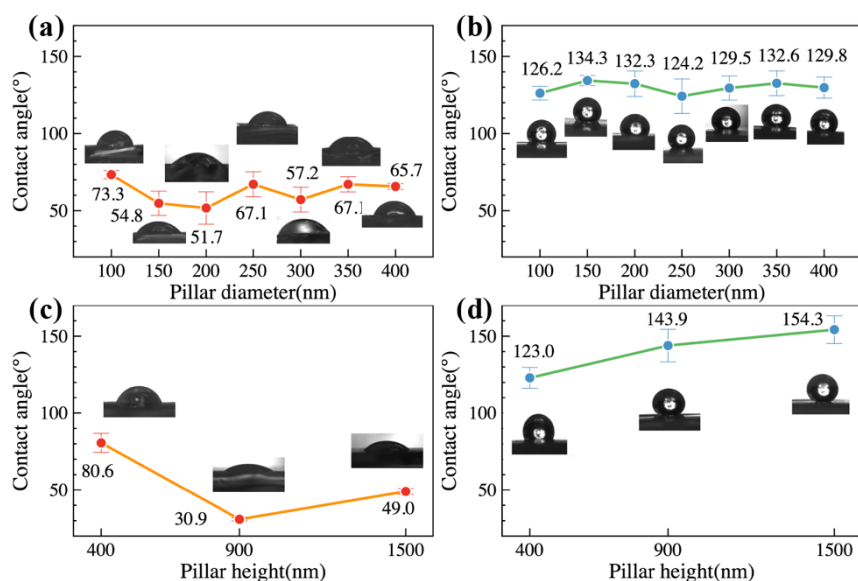 (a)
Contact angle(°)
150
100
50
73.3
54.8
51.7
67.1
57.2
67.1
65.7
100 150 200 250 300 350 400
Pillar diameter(nm)
(b)
Contact angle(°)
150
100
50
126.2
134.3
132.3
124.2
129.5
132.6
129.8
100 150 200 250 300 350 400
Pillar diameter(nm)
(c)
Contact angle(°)
150
100
50
80.6
30.9
49.0
400 900 1500
Pillar height(nm)
(d)
Contact angle(°)
150
100
50
123.0
143.9
154.3
400 900 1500
Pillar height(nm)